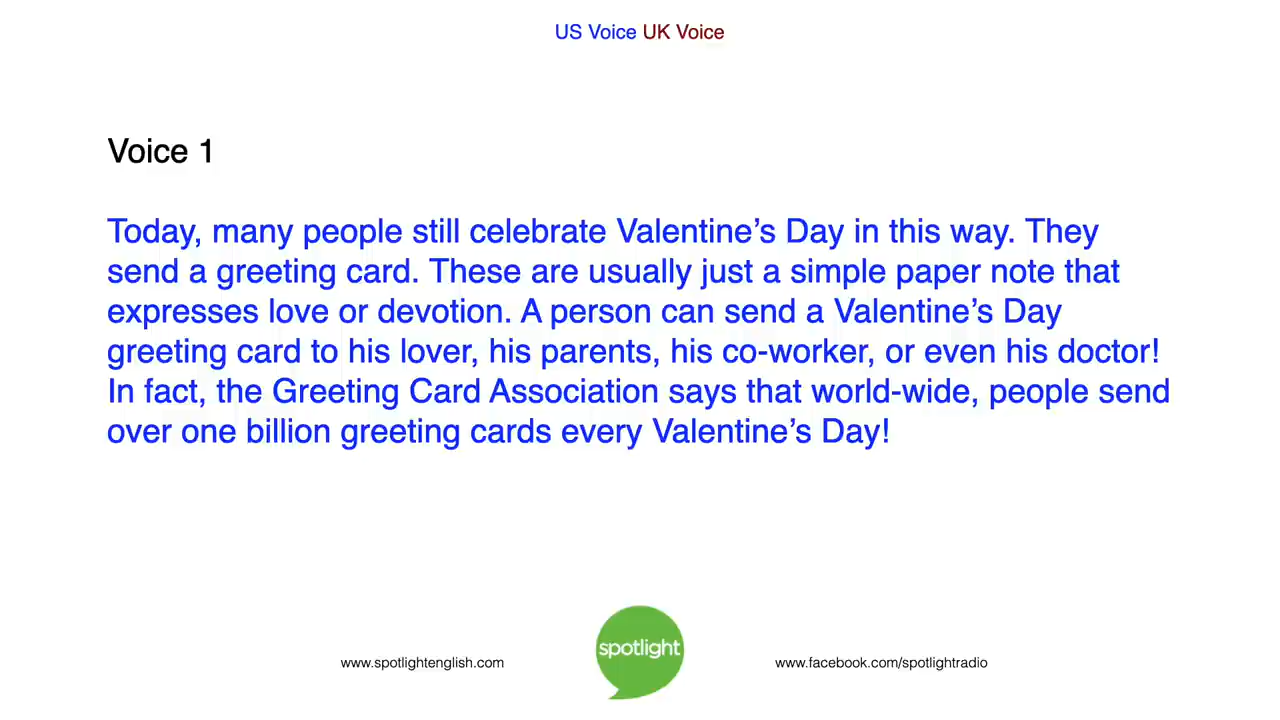 US Voice UK Voice
Voice 1
Today, many people still celebrate Valentine’s Day in this way. They
send a greeting card. These are usually just a simple paper note that
expresses love or devotion. A person can send a Valentine’s Day
greeting card to his lover, his parents, his co-worker, or even his doctor!
In fact, the Greeting Card Association says that world-wide, people send
over one billion greeting cards every Valentine’s Day!
spotlight
www.spotlightenglish.com
www.facebook.com/spotlightradio